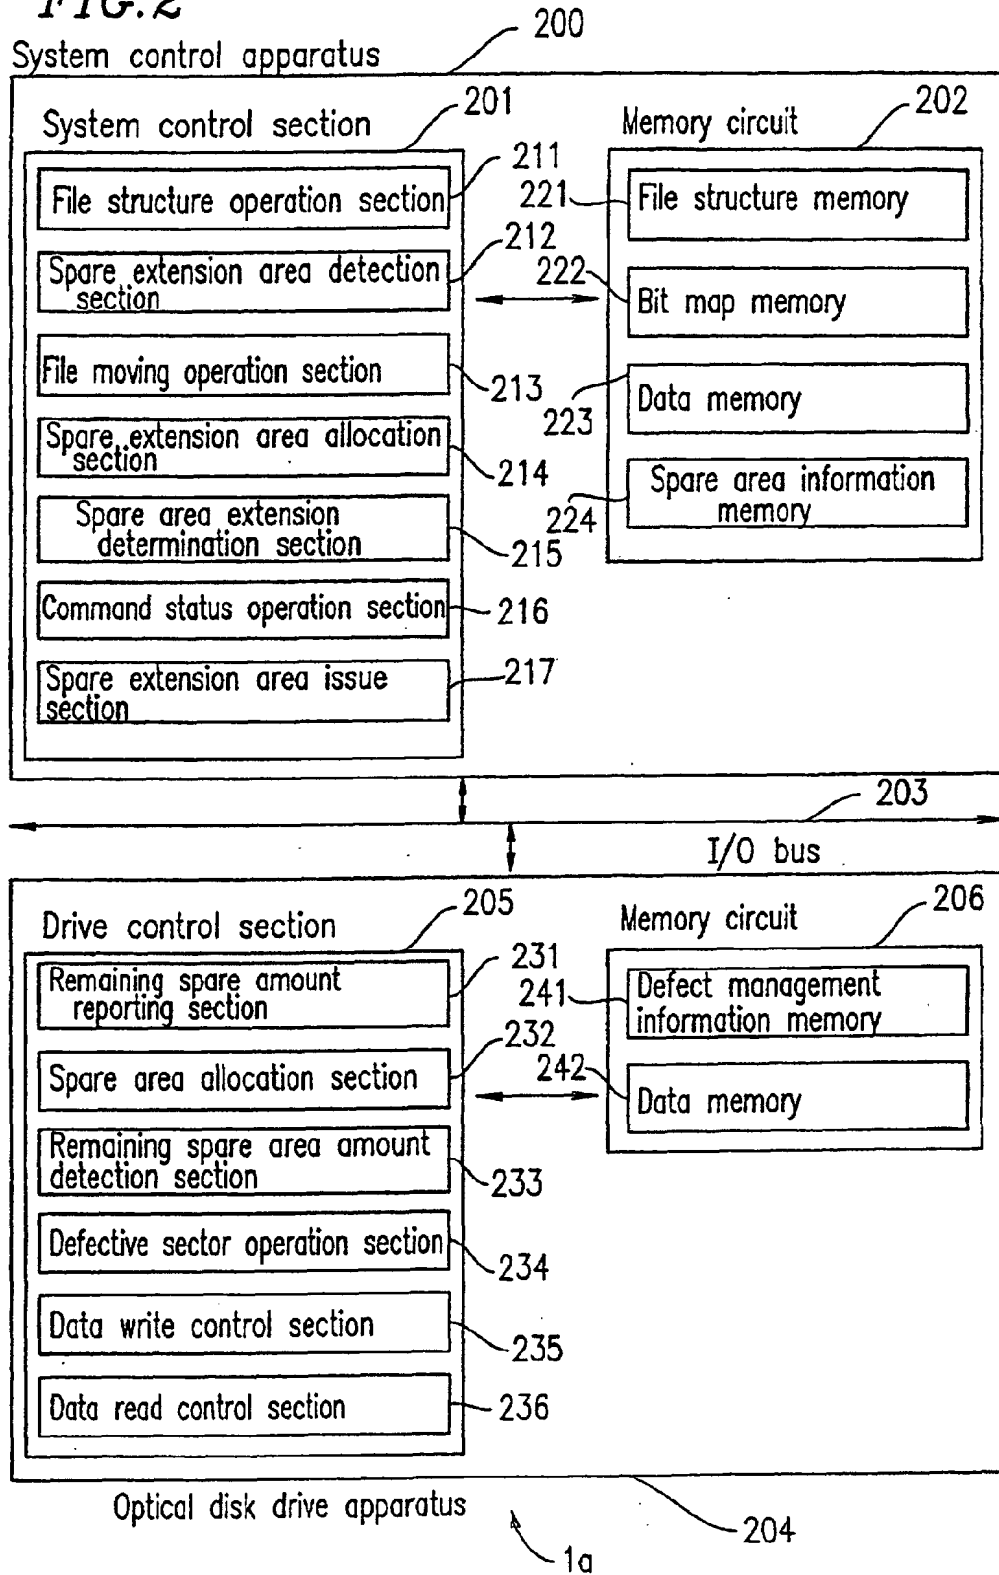 FIG.2
System control apparatus
200
System control section
201
File structure operation section
211
Spare extension area detection
section
212
File moving operation section
213
Spare extension area allocation
section
214
Spare area extension
determination section
215
Command status operation section
216
Spare extension area issue
section
217
Memory circuit
202
221
File structure memory
222
Bit map memory
223
Data memory
224
Spare area information
memory
203
I/O bus
Drive control section
205
Remaining spare amount
reporting section
231
Spare area allocation section
232
Remaining spare area amount
detection section
233
Defective sector operation section
234
Data write control section
235
Data read control section
236
Memory circuit
206
241
Defect management
information memory
242
Data memory
Optical disk drive apparatus
204
1a